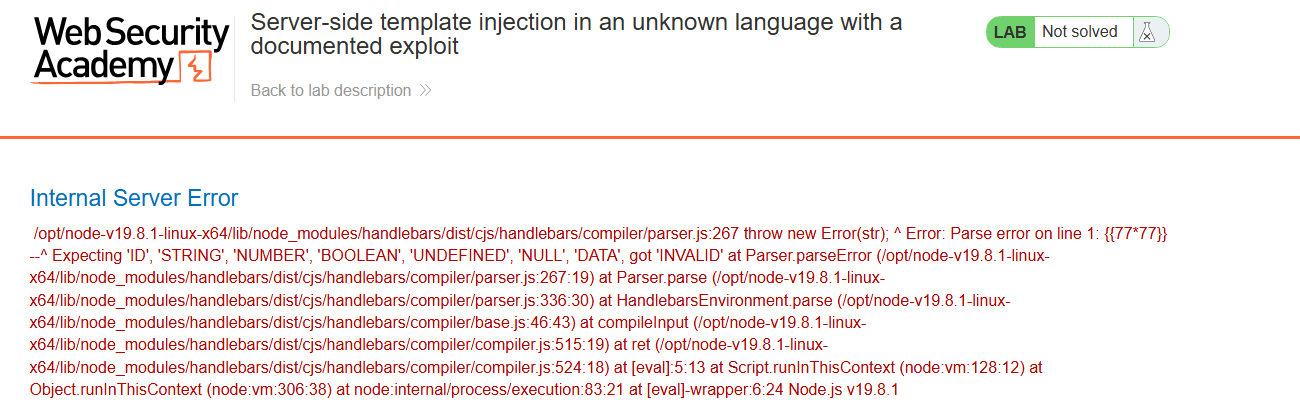 Web Security
Academy
Server-side template injection in an unknown language with a
documented exploit
Back to lab description
LAB Not solved
Internal Server Error
/opt/node-v19.8.1-linux-x64/lib/node_modules/handlebars/dist/cjs/handlebars/compiler/parser.js:267 throw new Error(str); ^ Error: Parse error on line 1: {{77*77}}
--^ Expecting 'ID', 'STRING', 'NUMBER', 'BOOLEAN', 'UNDEFINED', 'NULL', 'DATA', got 'INVALID' at Parser.parseError (/opt/node-v19.8.1-linux-
x64/lib/node_modules/handlebars/dist/cjs/handlebars/compiler/parser.js:267:19) at Parser.parse (/opt/node-v19.8.1-linux-
x64/lib/node_modules/handlebars/dist/cjs/handlebars/compiler/parser.js:336:30) at HandlebarsEnvironment.parse (/opt/node-v19.8.1-linux-
x64/lib/node_modules/handlebars/dist/cjs/handlebars/compiler/base.js:46:43) at compileInput (/opt/node-v19.8.1-linux-
x64/lib/node_modules/handlebars/dist/cjs/handlebars/compiler/compiler.js:515:19) at ret (/opt/node-v19.8.1-linux-
x64/lib/node_modules/handlebars/dist/cjs/handlebars/compiler/compiler.js:524:18) at [eval]:5:13 at Script.runInThisContext (node:vm:128:12) at
Object.runInThisContext (node:vm:306:38) at node:internal/process/execution:83:21 at [eval]-wrapper:6:24 Node.js v19.8.1